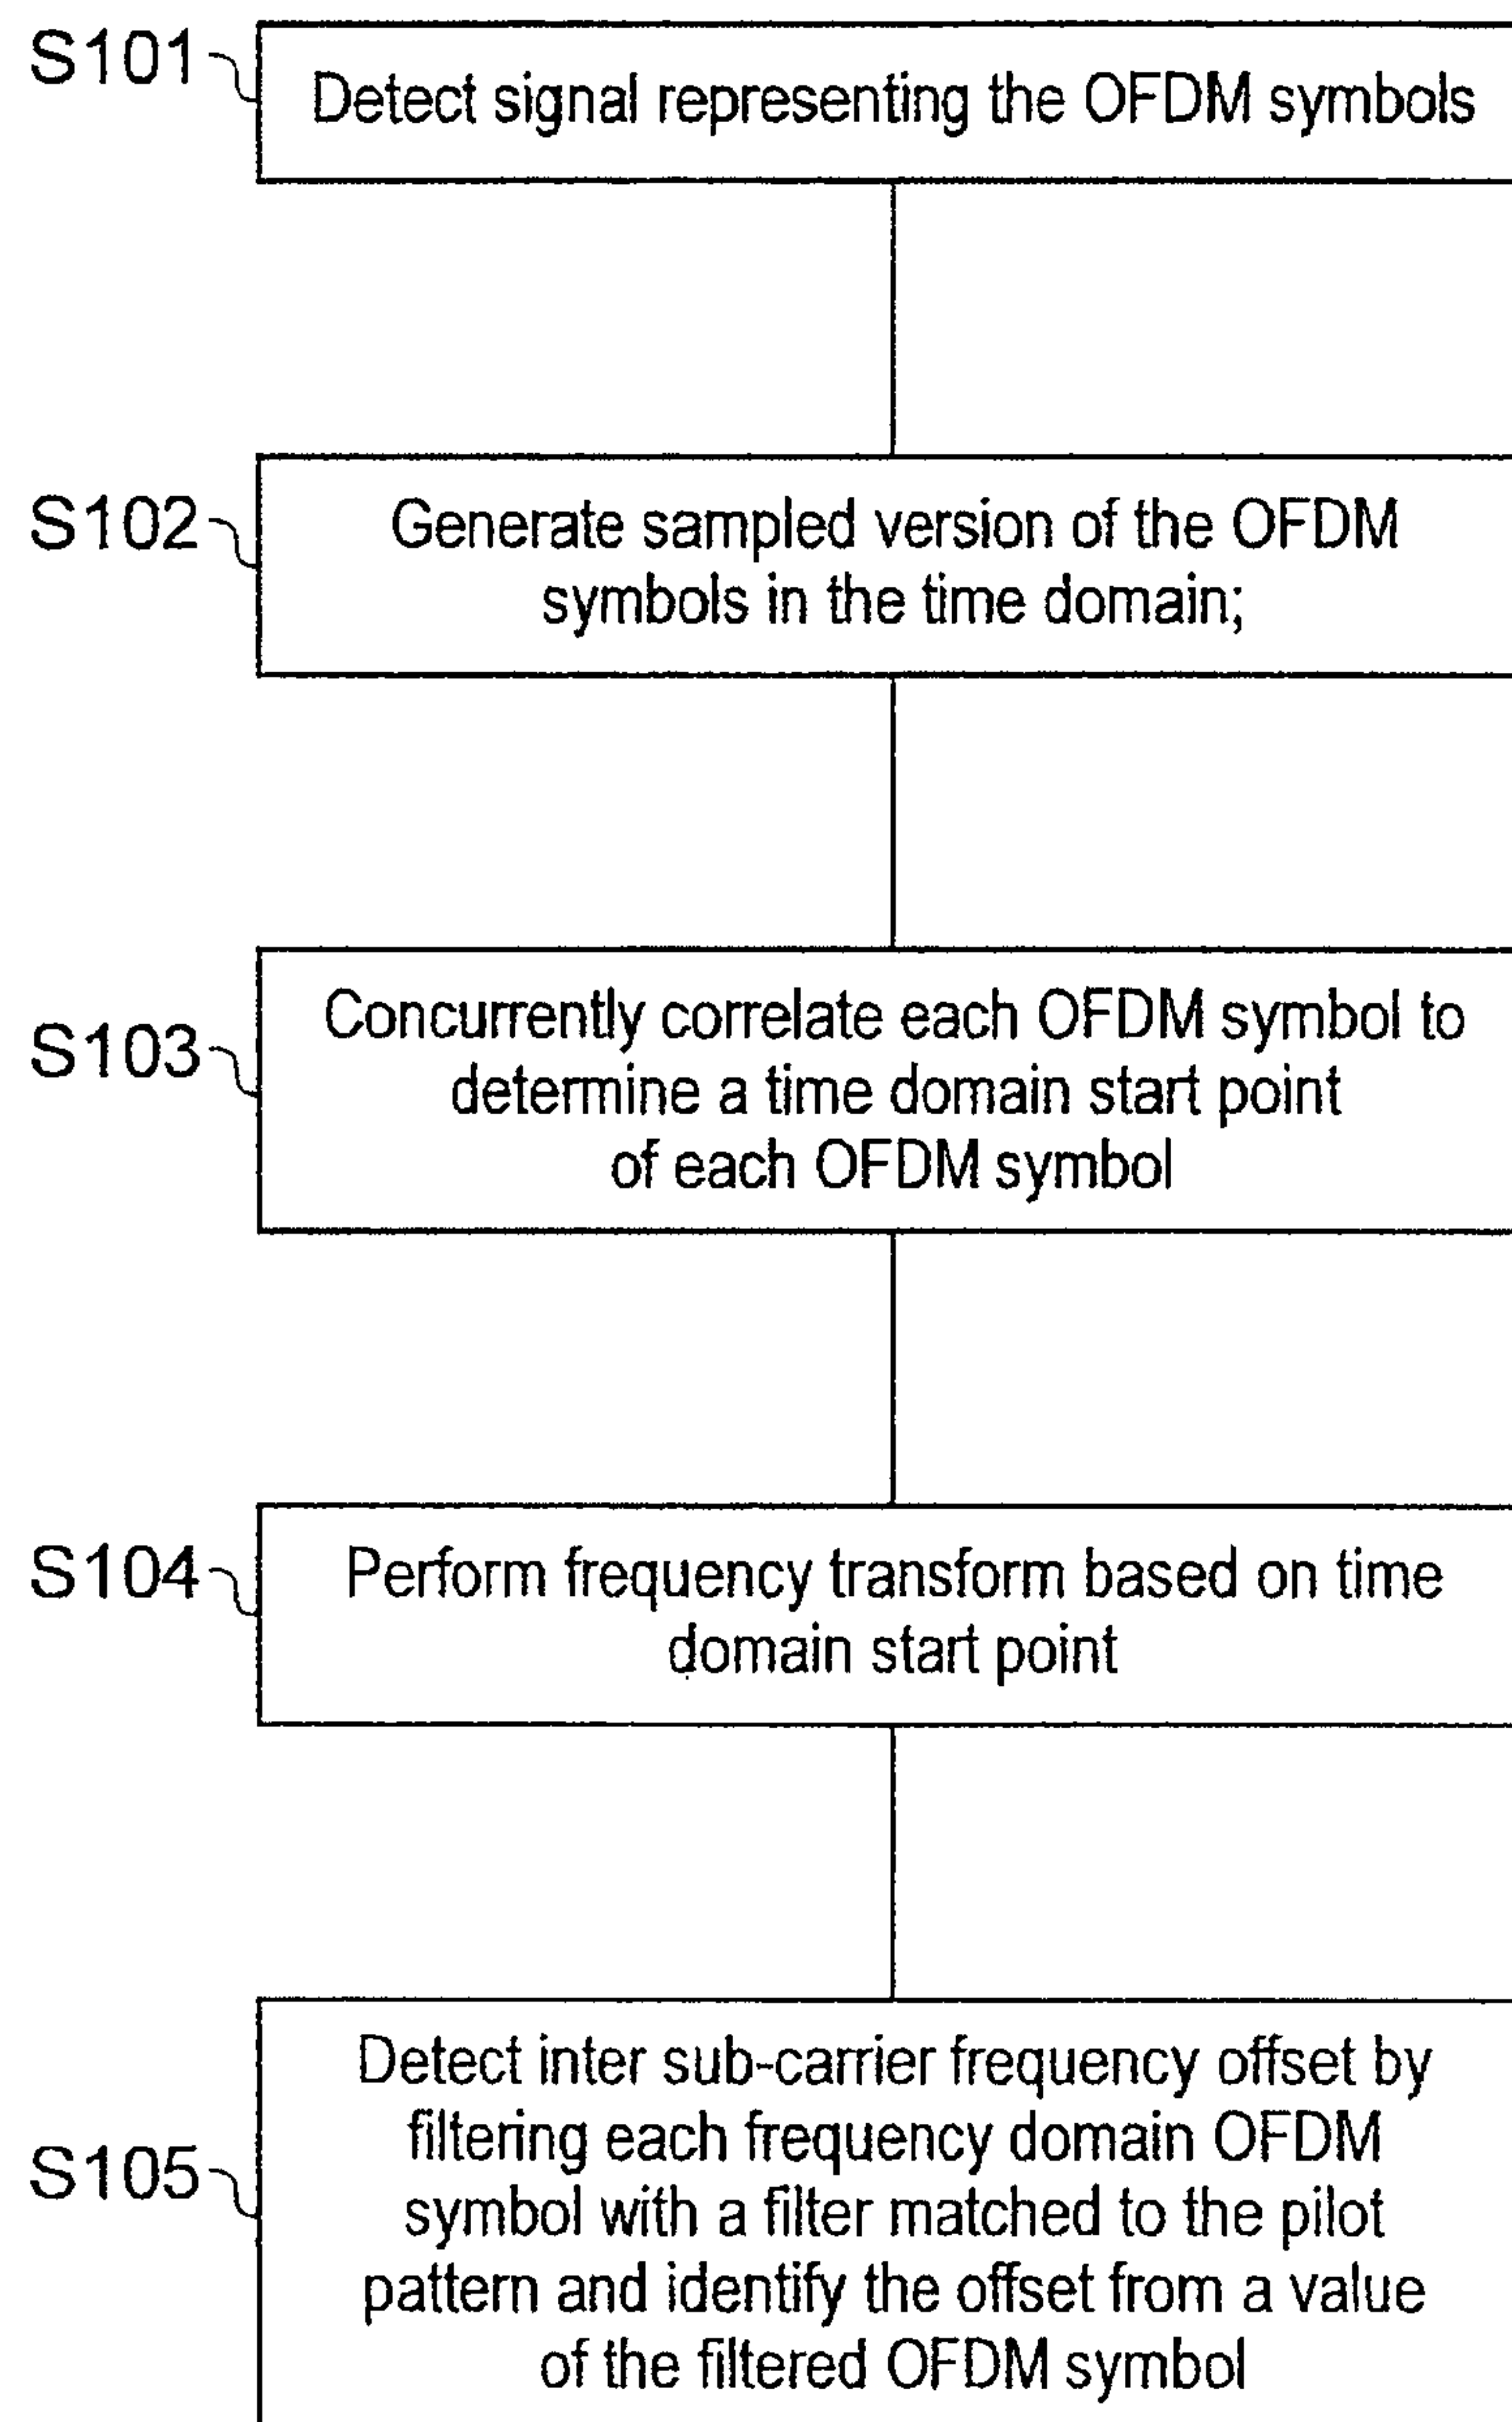 S101
Detect signal representing the OFDM symbols
S102
Generate sampled version of the OFDM
symbols in the time domain;
S103
Concurrently correlate each OFDM symbol to
determine a time domain start point
of each OFDM symbol
S104
Perform frequency transform based on time
domain start point
S105
Detect inter sub-carrier frequency offset by
filtering each frequency domain OFDM
symbol with a filter matched to the pilot
pattern and identify the offset from a value
of the filtered OFDM symbol